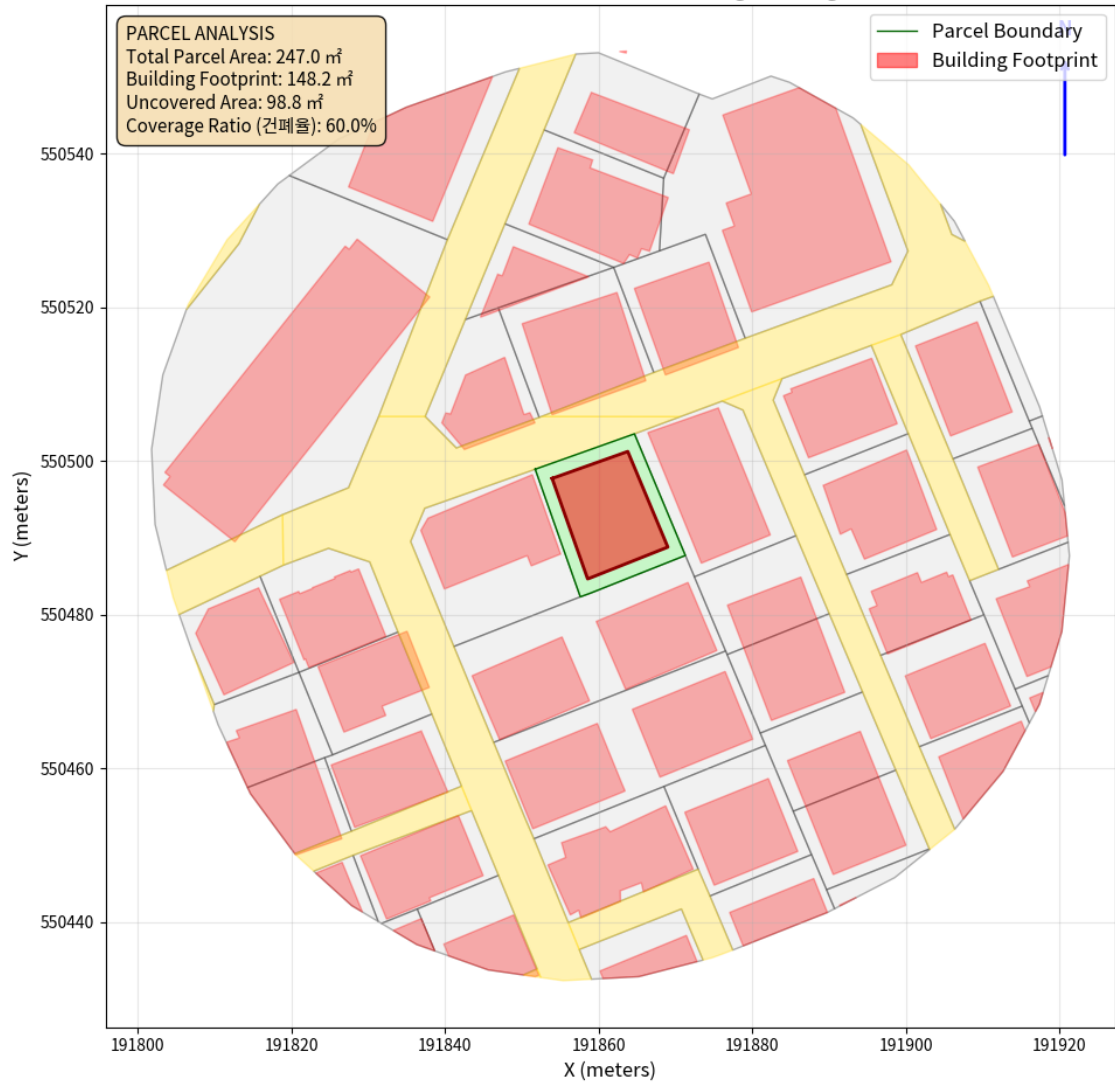 PARCEL ANALYSIS
Total Parcel Area: 247.0 ㎡
Building Footprint: 148.2 ㎡
Uncovered Area: 98.8 ㎡
Coverage Ratio (건폐율): 60.0%
Parcel Boundary
Building Footprint
N
550540
550520
550500
550480
550460
550440
Y (meters)
191800
191820
191840
191860
191880
191900
191920
X (meters)